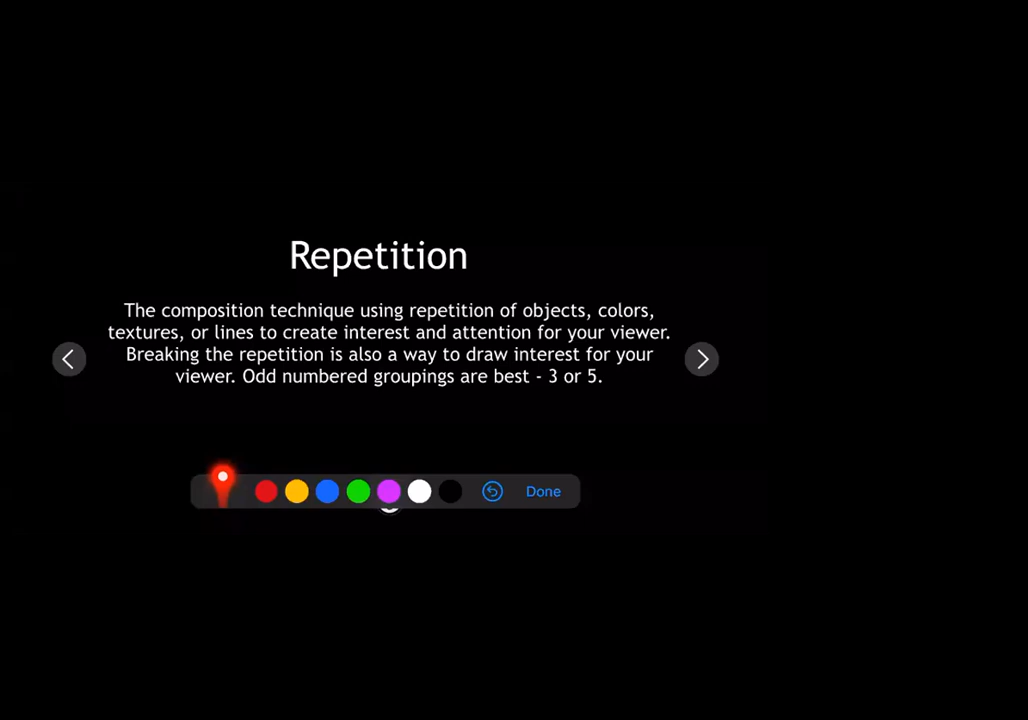 Repetition
The composition technique using repetition of objects, colors,
textures, or lines to create interest and attention for your viewer.
Breaking the repetition is also a way to draw interest for your
viewer. Odd numbered groupings are best - 3 or 5.
Done